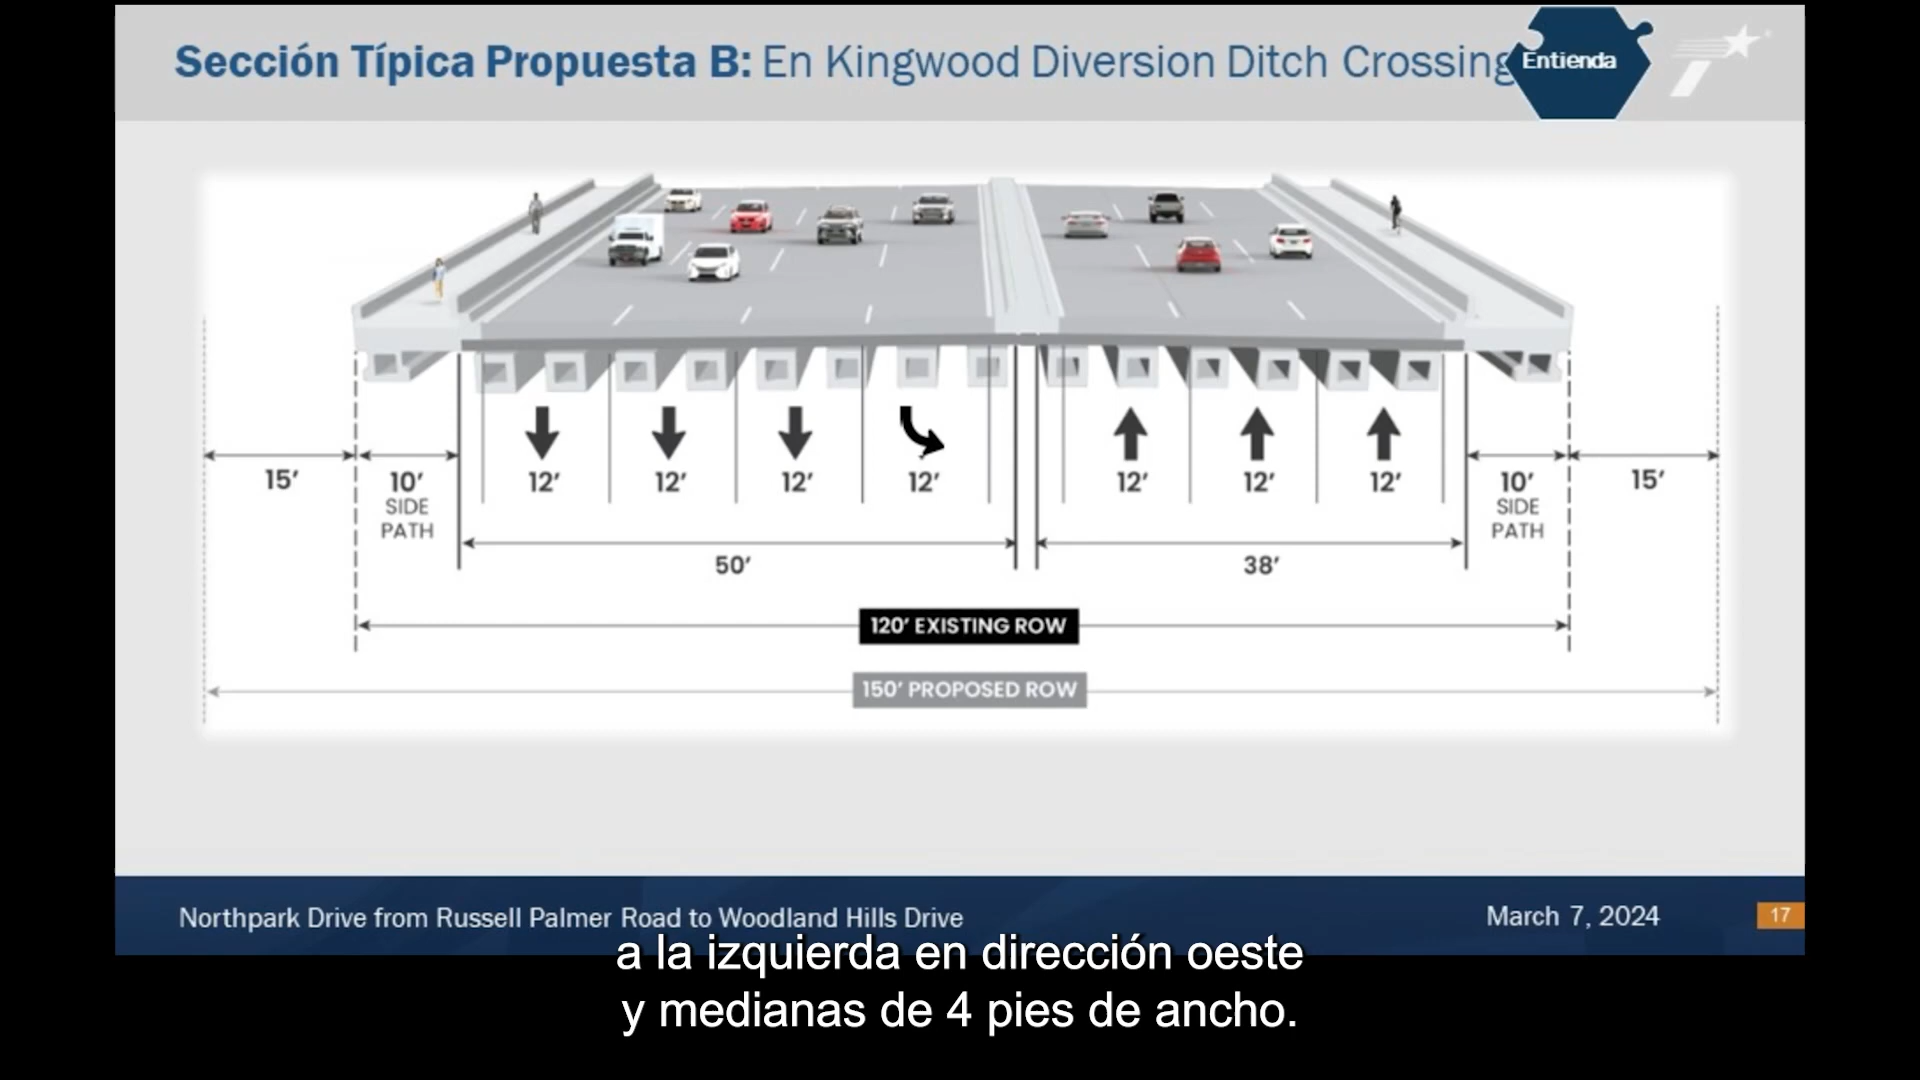 Sección Típica Propuesta B: En Kingwood Diversion Ditch Crossing
Entienda
15’
10’
SIDE
PATH
12’
12’
12’
12’
12’
12’
12’
10’
SIDE
PATH
15’
50’
38’
120’ EXISTING ROW
150’ PROPOSED ROW
Northpark Drive from Russell Palmer Road to Woodland Hills Drive
March 7, 2024
17
a la izquierda en dirección oeste
y medianas de 4 pies de ancho.